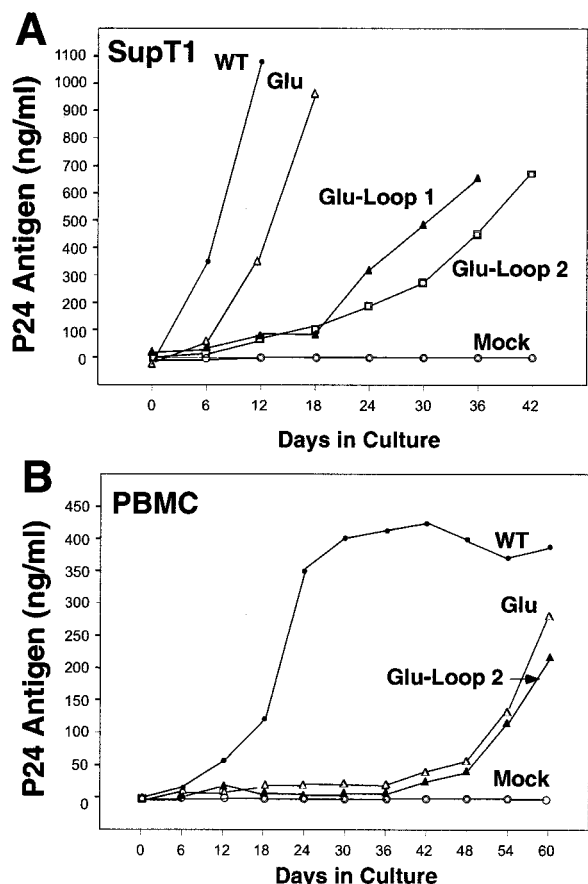 A
SupT1
WT
Glu
Glu-Loop 1
Glu-Loop 2
Mock
P24 Antigen (ng/ml)
1100
1000
900
800
700
600
500
400
300
200
100
0
0 6 12 18 24 30 36 42
Days in Culture
B
PBMC
WT
Glu
Glu-Loop 2
Mock
P24 Antigen (ng/ml)
450
400
350
300
250
200
150
100
50
0
0 6 12 18 24 30 36 42 48 54 60
Days in Culture